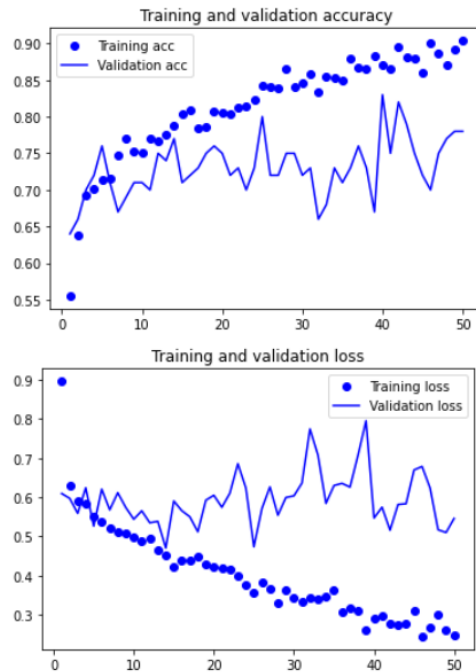 Training and validation accuracy
0.90
0.85
0.80
0.75
0.70
0.65
0.60
0.55
Training acc
Validation acc
0 10 20 30 40 50
Training and validation loss
0.9
0.8
0.7
0.6
0.5
0.4
0.3
Training loss
Validation loss
0 10 20 30 40 50